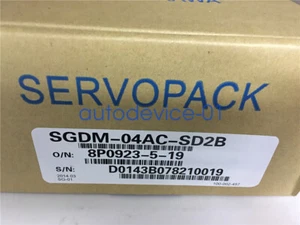 SERVOPACK
autodevice-01
SGDM-04AC-SD2B
O/N: 8P0923-5-19
S/N: D0143B078210019